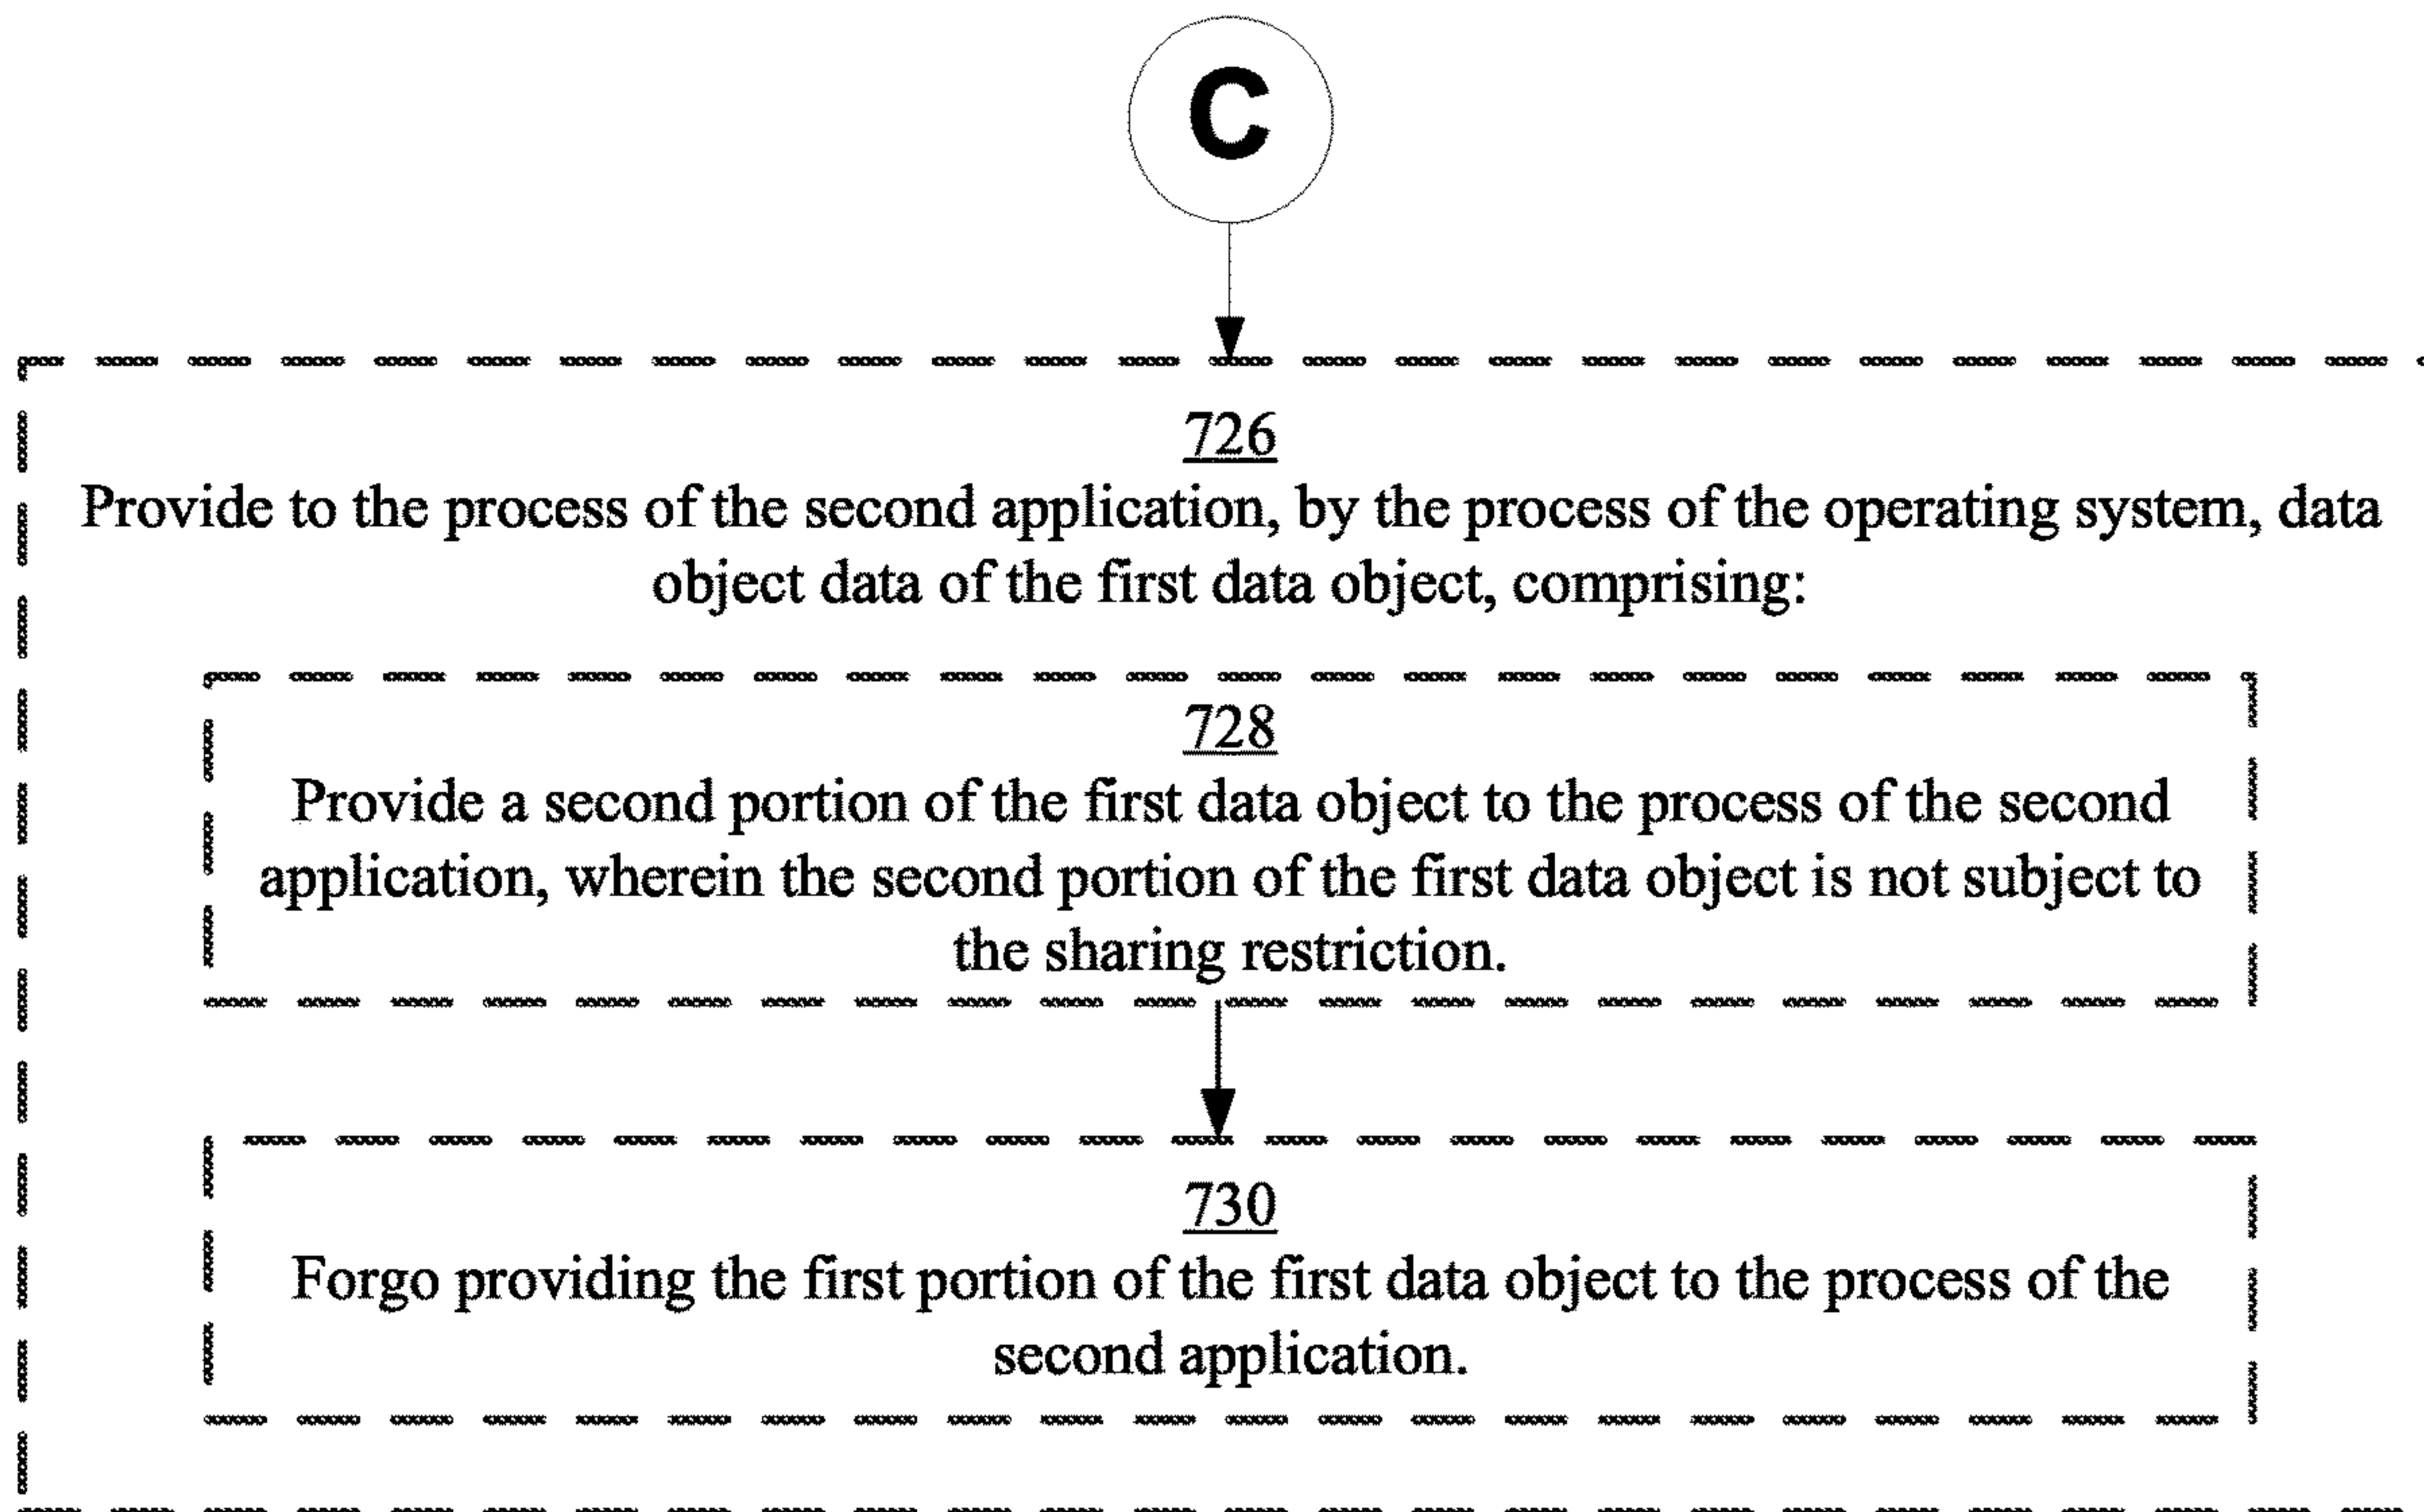 C
726
Provide to the process of the second application, by the process of the operating system, data
object data of the first data object, comprising:
728
Provide a second portion of the first data object to the process of the second
application, wherein the second portion of the first data object is not subject to
the sharing restriction.
730
Forgo providing the first portion of the first data object to the process of the
second application.